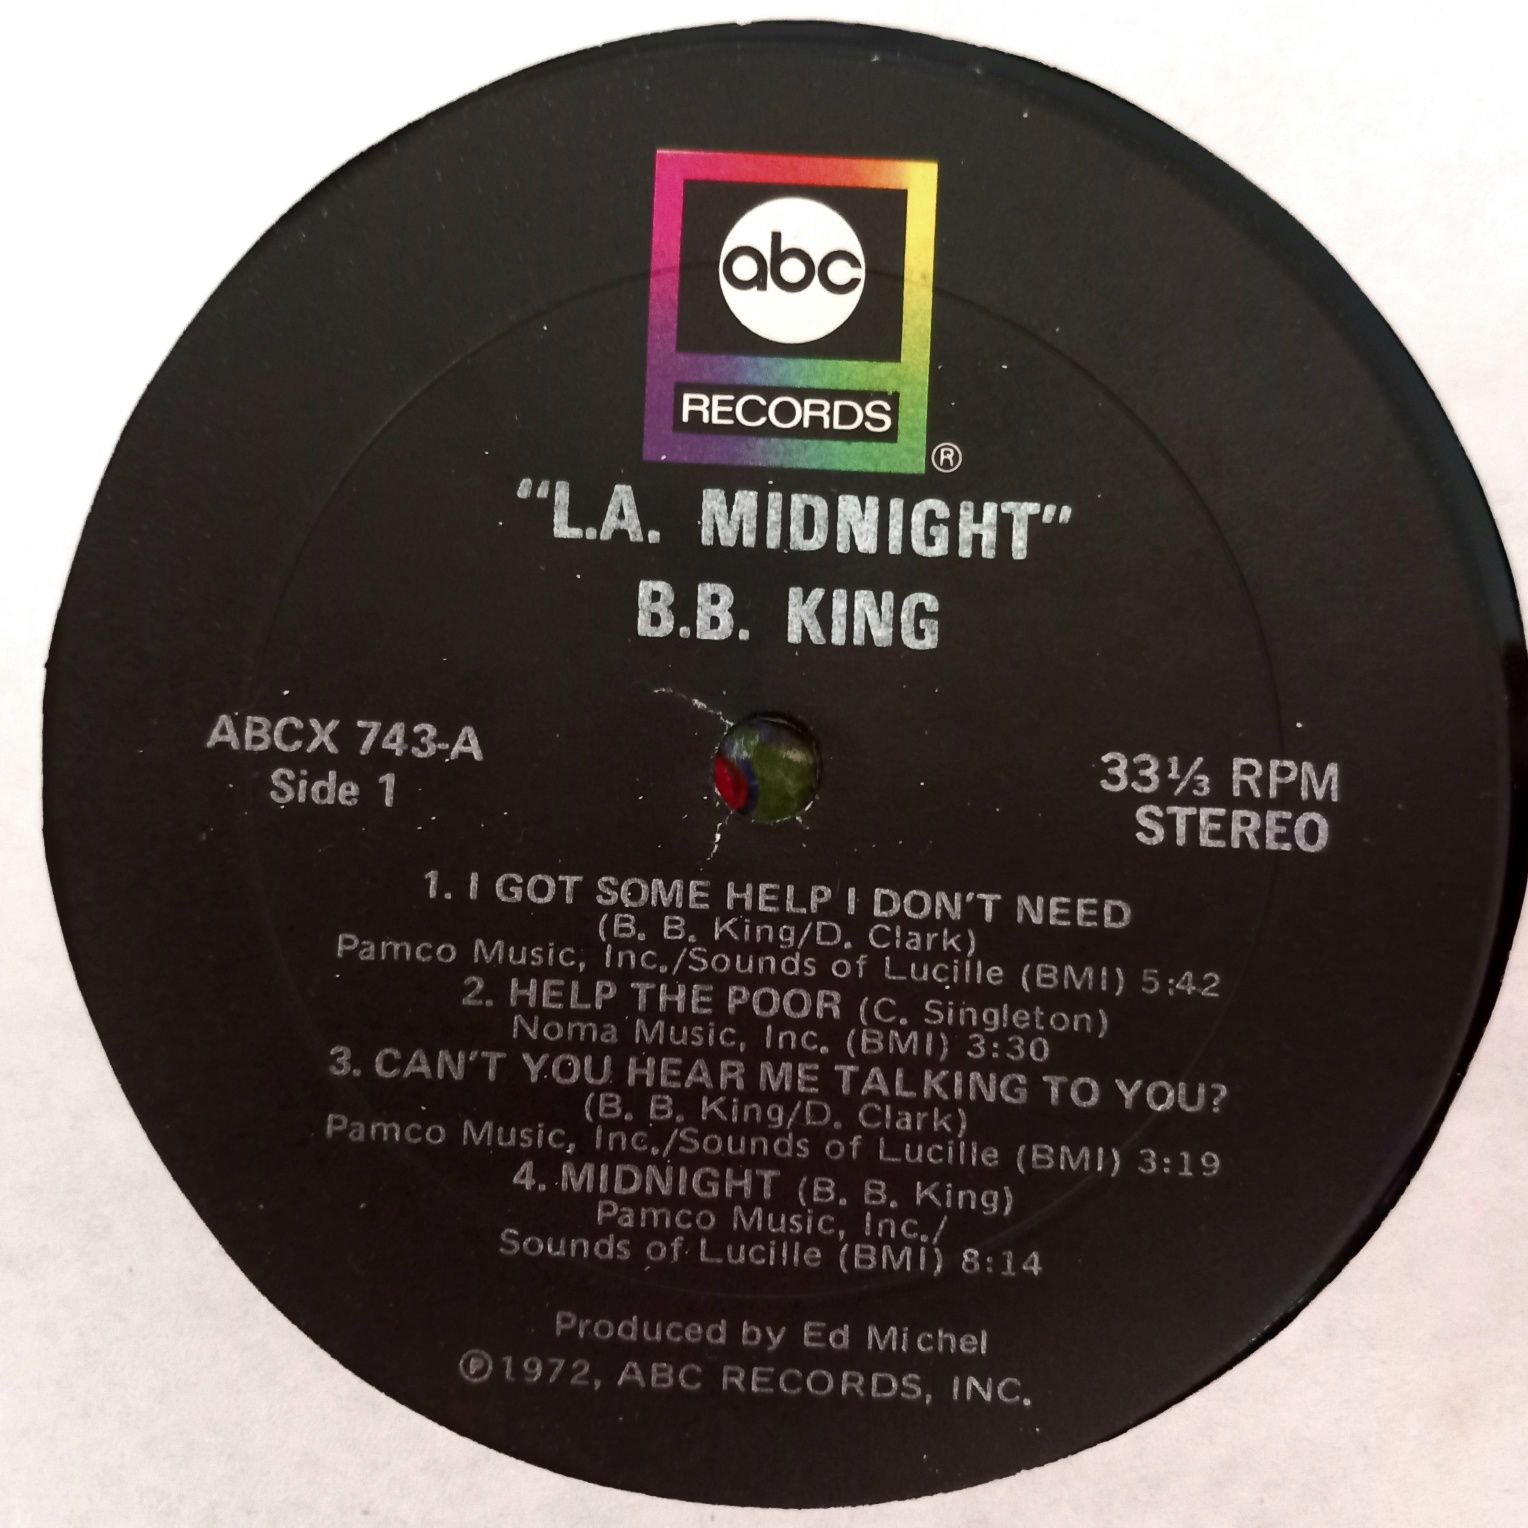 abc
RECORDS
®
"L.A. MIDNIGHT"
B.B. KING
ABCX 743-A
Side 1
33⅓ RPM
STEREO
1. I GOT SOME HELP I DON'T NEED
(B. B. King/D. Clark)
Pamco Music, Inc./Sounds of Lucille (BMI) 5:42
2. HELP THE POOR (C. Singleton)
Noma Music, Inc. (BMI) 3:30
3. CAN'T YOU HEAR ME TALKING TO YOU?
(B. B. King/D. Clark)
Pamco Music, Inc./Sounds of Lucille (BMI) 3:19
4. MIDNIGHT (B. B. King)
Pamco Music, Inc./
Sounds of Lucille (BMI) 8:14
Produced by Ed Michel
℗1972, ABC RECORDS, INC.